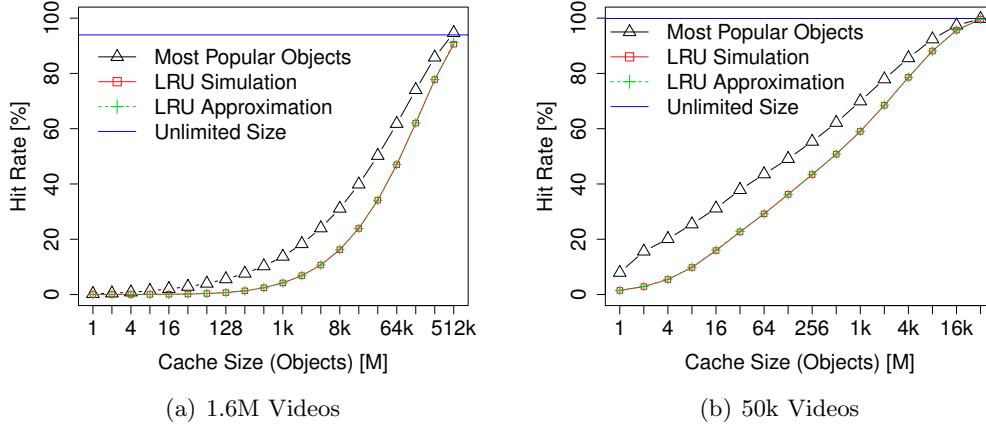 Hit Rate [%]
0 20 40 60 80 100
Most Popular Objects
LRU Simulation
LRU Approximation
Unlimited Size
1 4 16 128 1k 8k 64k 512k
Cache Size (Objects) [M]
(a) 1.6M Videos
Hit Rate [%]
0 20 40 60 80 100
Most Popular Objects
LRU Simulation
LRU Approximation
Unlimited Size
1 4 16 64 256 1k 4k 16k
Cache Size (Objects) [M]
(b) 50k Videos